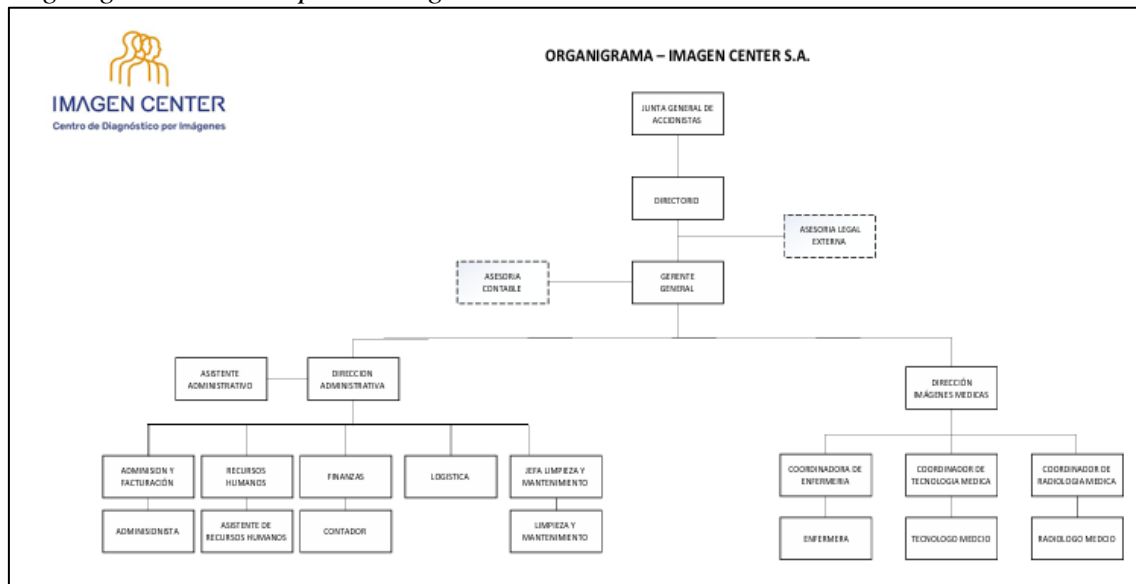 IMAGEN CENTER
Centro de Diagnóstico por Imágenes
ORGANIGRAMA – IMAGEN CENTER S.A.
JUNTA GENERAL DE
ACCIONISTAS
DIRECTORIO
ASESORIA LEGAL
EXTERNA
ASESORIA
CONTABLE
GERENTE
GENERAL
ASISTENTE
ADMINISTRATIVO
DIRECCION
ADMINISTRATIVA
DIRECCIÓN
IMÁGENES MEDICAS
ADMINISION Y
FACTURACIÓN
RECURSOS
HUMANOS
FINANZAS
LOGISTICA
JEFA LIMPIEZA Y
MANTENIMIENTO
COORDINADORA DE
ENFERMERIA
COORDINADOR DE
TECNOLOGIA MEDICA
COORDINADOR DE
RADIOLOGIA MEDICA
ADMINISIONISTA
ASISTENTE DE
RECURSOS HUMANOS
CONTADOR
LIMPIEZA Y
MANTENIMIENTO
ENFERMERA
TECNOLOGO MEDCIO
RADIOLOGO MEDCIO